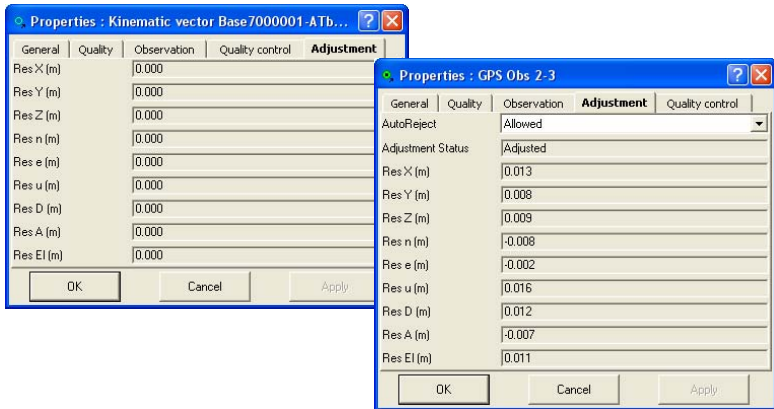 Properties : Kinematic vector Base7000001-ATb...
General Quality Observation Quality control Adjustment
Res X (m) 0.000
Res Y (m) 0.000
Res Z (m) 0.000
Res n (m) 0.000
Res e (m) 0.000
Res u (m) 0.000
Res D (m) 0.000
Res A (m) 0.000
Res El (m) 0.000
OK Cancel Apply
Properties : GPS Obs 2-3
General Quality Observation Adjustment Quality control
AutoReject Allowed
Adjustment Status Adjusted
Res X (m) 0.013
Res Y (m) 0.008
Res Z (m) 0.009
Res n (m) -0.008
Res e (m) -0.002
Res u (m) 0.016
Res D (m) 0.012
Res A (m) -0.007
Res El (m) 0.011
OK Cancel Apply